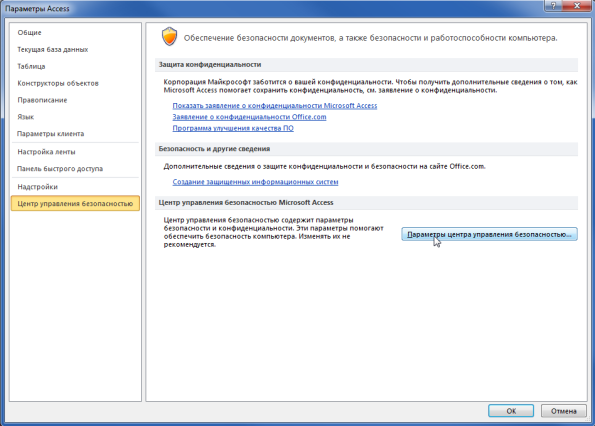 Параметры Access
Общие
Текущая база данных
Таблица
Конструкторы объектов
Правописание
Язык
Параметры клиента
Настройка ленты
Панель быстрого доступа
Надстройки
Центр управления безопасностью
Обеспечение безопасности документов, а также безопасности и работоспособности компьютера.
Защита конфиденциальности
Корпорация Майкрософт заботится о вашей конфиденциальности. Чтобы получить дополнительные сведения о том, как
Microsoft Access помогает сохранить конфиденциальность, см. заявление о конфиденциальности.
Показать заявление о конфиденциальности Microsoft Access
Заявление о конфиденциальности Office.com
Программа улучшения качества ПО
Безопасность и другие сведения
Дополнительные сведения о защите конфиденциальности и безопасности на сайте Office.com.
Создание защищенных информационных систем
Центр управления безопасностью Microsoft Access
Центр управления безопасностью содержит параметры
безопасности и конфиденциальности. Эти параметры помогают
обеспечить безопасность компьютера. Изменять их не
рекомендуется.
Параметры центра управления безопасностью...
ОК
Отмена